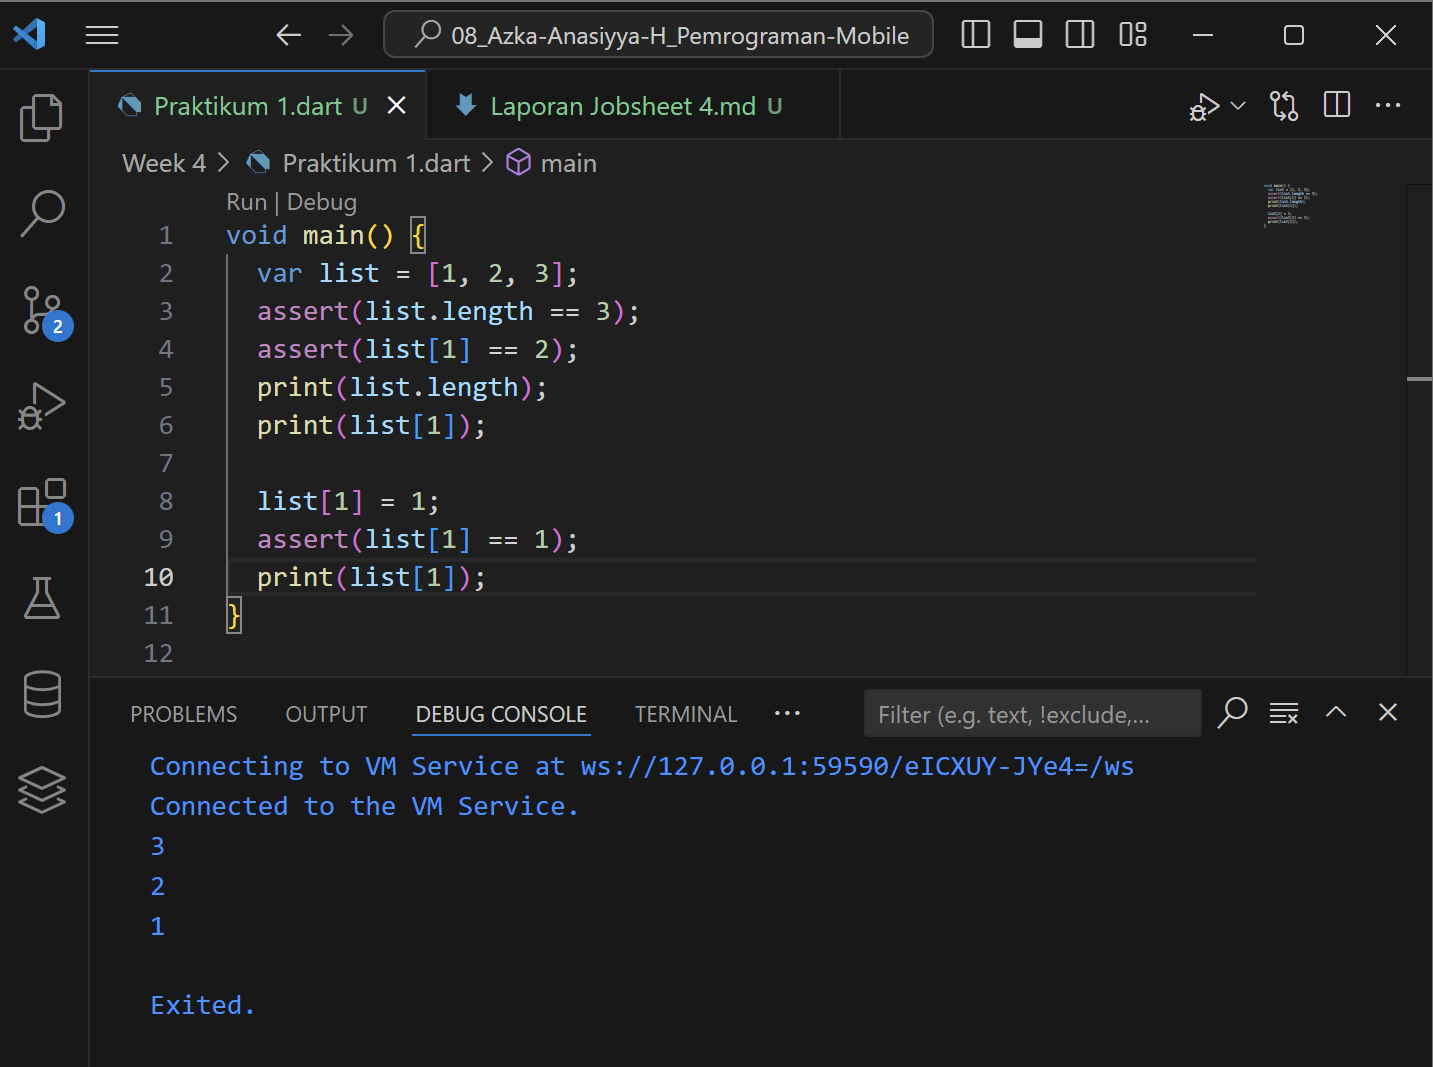 08_Azka-Anasiyya-H_Pemrograman-Mobile
Praktikum 1.dart U
Laporan Jobsheet 4.md U
Week 4 > Praktikum 1.dart > main
Run | Debug
1 void main() {
2 var list = [1, 2, 3];
3 assert(list.length == 3);
4 assert(list[1] == 2);
5 print(list.length);
6 print(list[1]);
7
8 list[1] = 1;
9 assert(list[1] == 1);
10 print(list[1]);
11 }
12
2
1
PROBLEMS OUTPUT DEBUG CONSOLE TERMINAL ... Filter (e.g. text, !exclude,...
Connecting to VM Service at ws://127.0.0.1:59590/eICXUY-JYe4=/ws
Connected to the VM Service.
3
2
1
Exited.